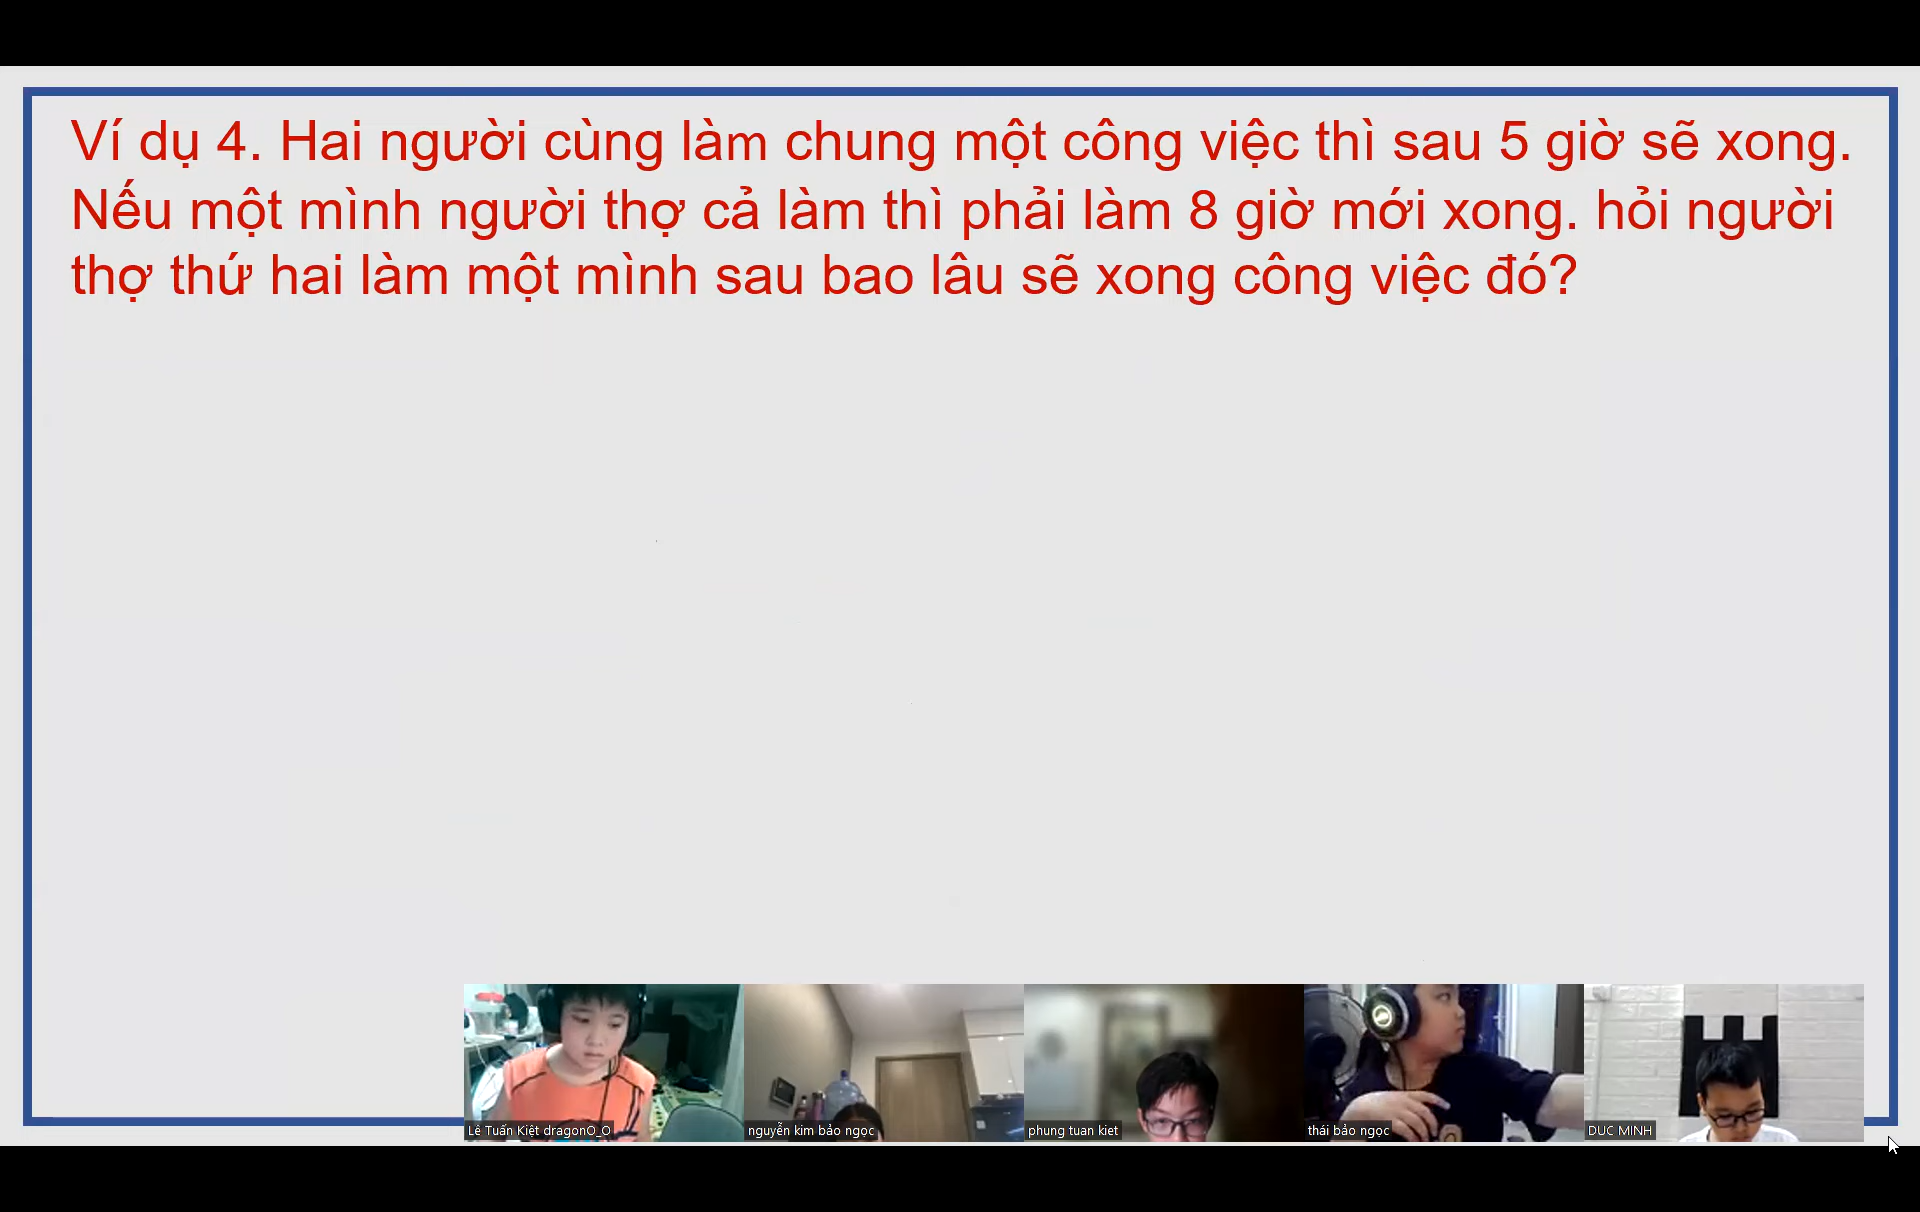 Ví dụ 4. Hai người cùng làm chung một công việc thì sau 5 giờ sẽ xong.
Nếu một mình người thợ cả làm thì phải làm 8 giờ mới xong. hỏi người
thợ thứ hai làm một mình sau bao lâu sẽ xong công việc đó?
Lê Tuấn Kiệt dragonO_O
nguyễn kim bảo ngọc
phung tuan kiet
thái bảo ngọc
DUC MINH